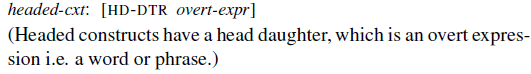 headed-cxt: [HD-DTR overt-expr]
(Headed constructs have a head daughter, which is an overt expres-
sion i.e. a word or phrase.)